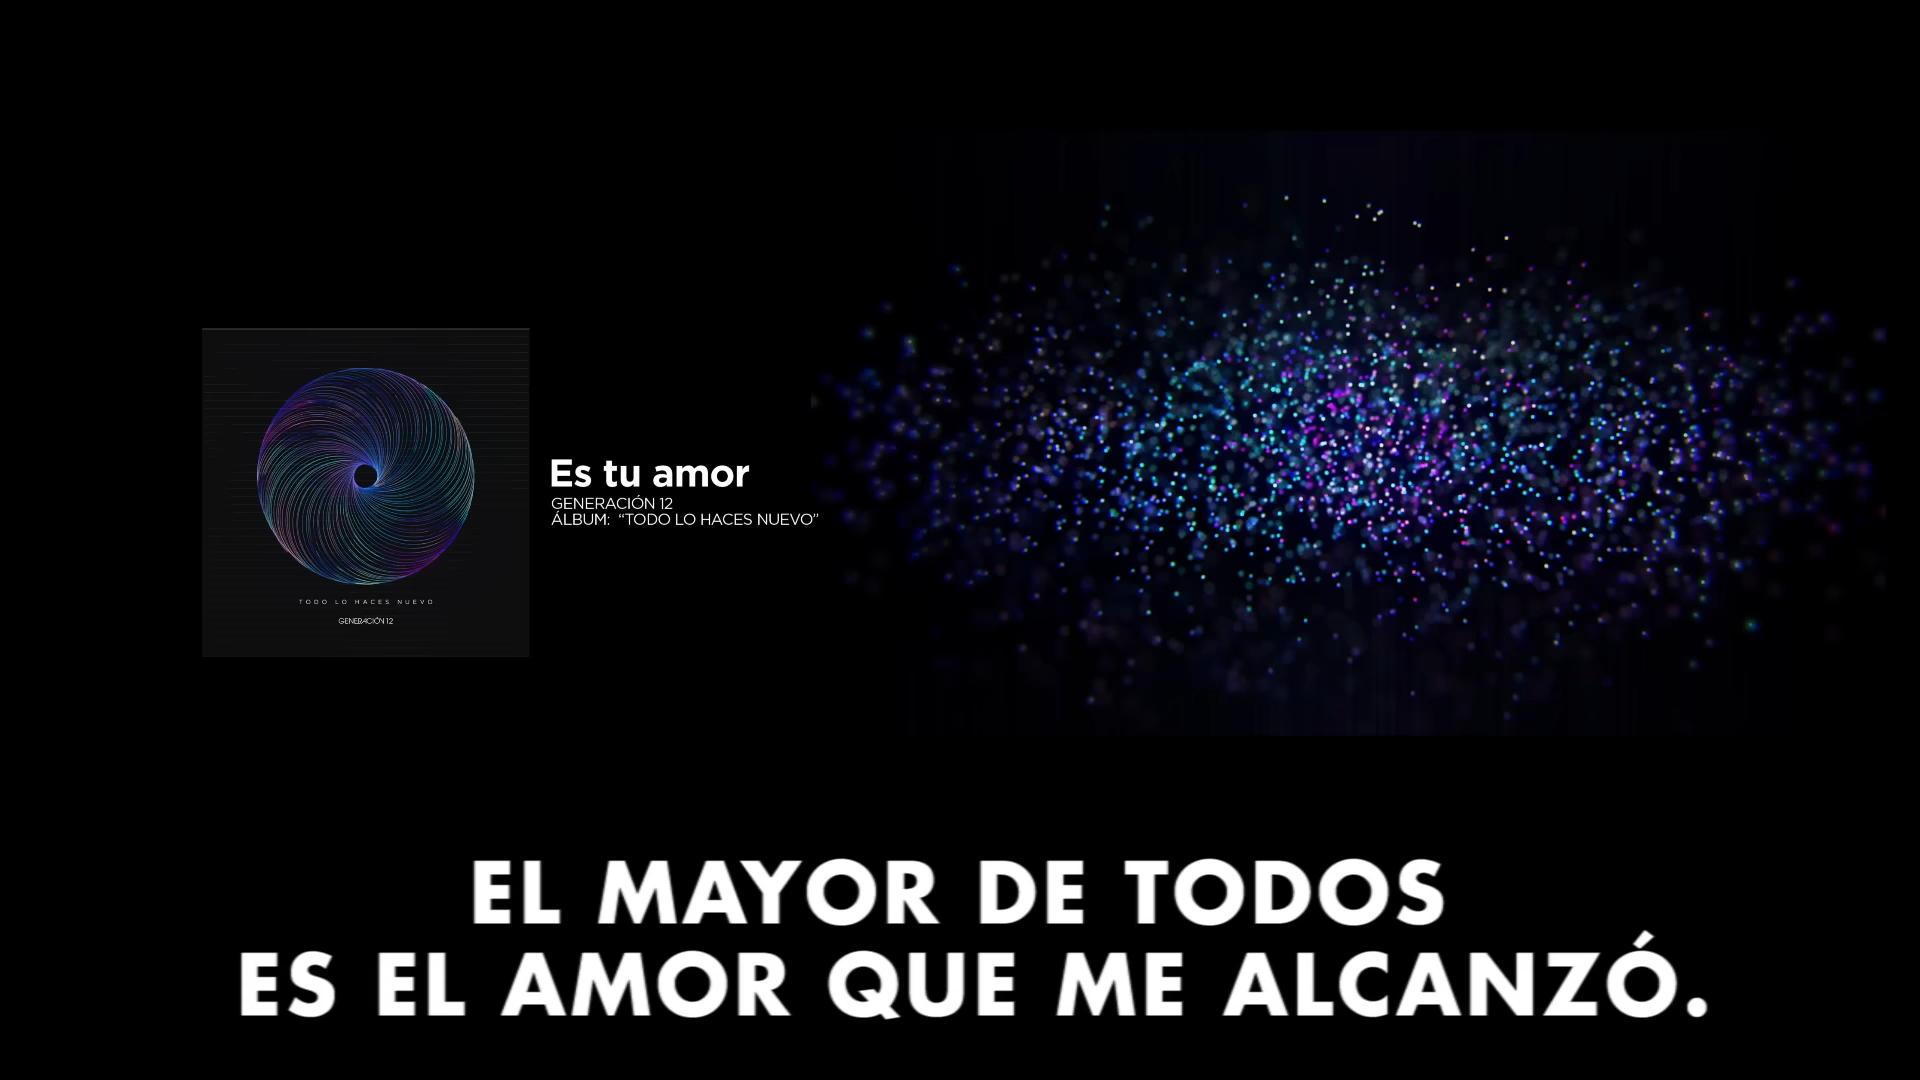 TODO LO HACES NUEVO
GENERACIÓN 12
Es tu amor
GENERACIÓN 12
ÁLBUM: “TODO LO HACES NUEVO”
EL MAYOR DE TODOS
ES EL AMOR QUE ME ALCANZÓ.